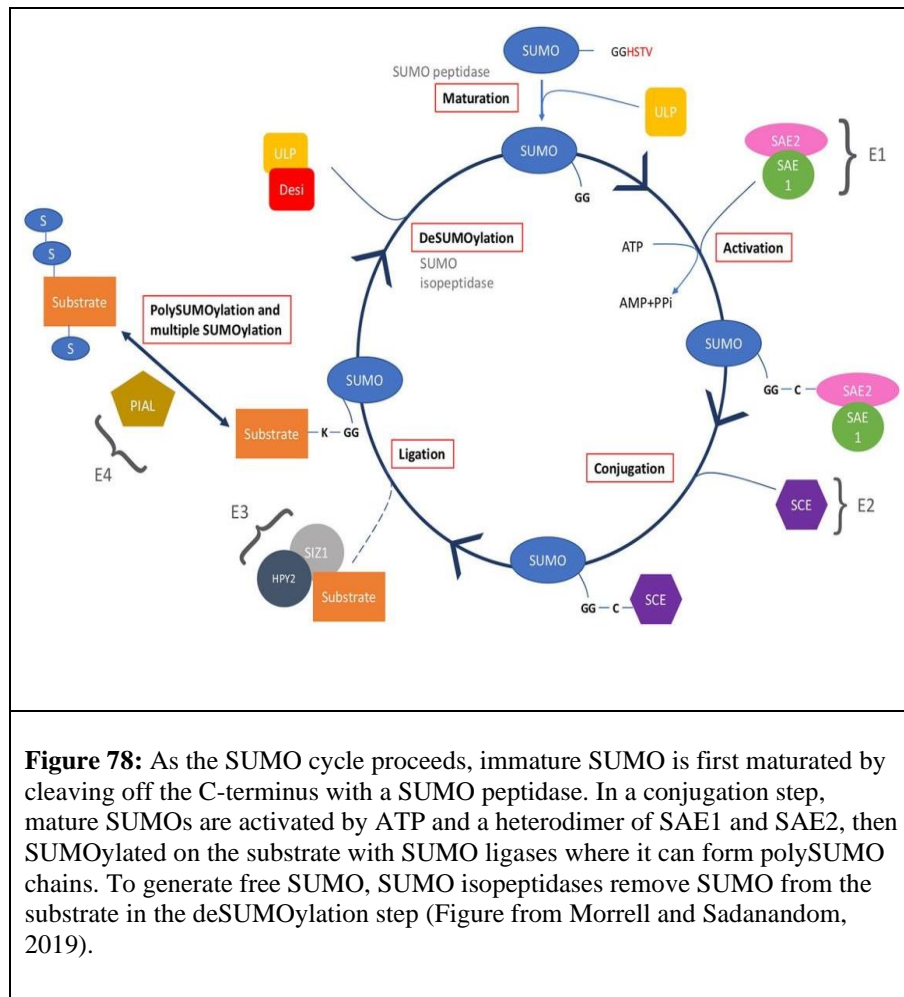 SUMO
GGHSTV
SUMO peptidase
Maturation
ULP
SUMO
GG
SAE2
SAE
1
E1
ULP
Desi
DeSUMOylation
SUMO
isopeptidase
ATP
AMP+PPi
Activation
S
S
Substrate
S
PolySUMOylation and
multiple SUMOylation
SUMO
GG
C
SAE2
SAE
1
PIAL
E4
SUMO
Substrate
K
GG
Ligation
Conjugation
SCE
E2
E3
SIZ1
HPY2
Substrate
SUMO
GG
C
SCE
Figure 78: As the SUMO cycle proceeds, immature SUMO is first maturated by
cleaving off the C-terminus with a SUMO peptidase. In a conjugation step,
mature SUMOs are activated by ATP and a heterodimer of SAE1 and SAE2, then
SUMOylated on the substrate with SUMO ligases where it can form polySUMO
chains. To generate free SUMO, SUMO isopeptidases remove SUMO from the
substrate in the deSUMOylation step (Figure from Morrell and Sadanandom,
2019).